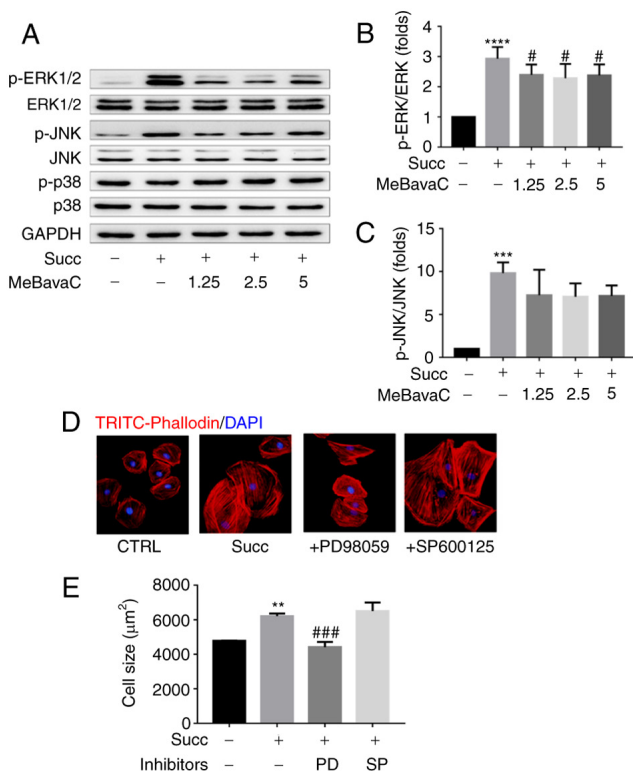 A
p-ERK1/2
ERK1/2
p-JNK
JNK
p-p38
p38
GAPDH
Succ – + + + +
MeBavaC – – 1.25 2.5 5
B
p-ERK/ERK (folds)
4
3
2
1
0
**** # # #
Succ – + + + +
MeBavaC – – 1.25 2.5 5
C
p-JNK/JNK (folds)
15
10
5
0
***
Succ – + + + +
MeBavaC – – 1.25 2.5 5
D
TRITC-Phallodin/DAPI
CTRL Succ +PD98059 +SP600125
E
Cell size (µm²)
8000
6000
4000
2000
0
** ###
Succ – + + +
Inhibitors – – PD SP